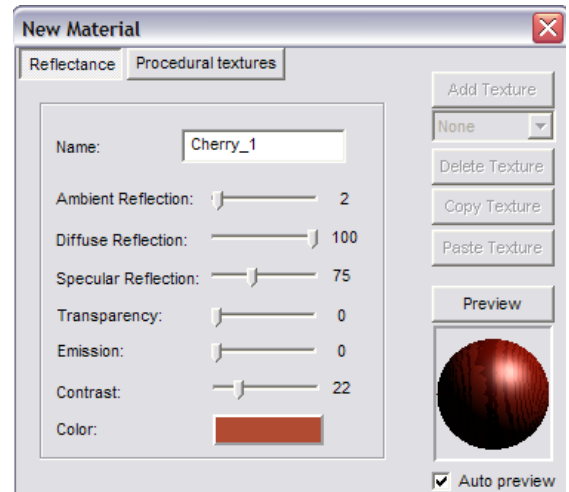 New Material
Reflectance Procedural textures
Add Texture
None
Name: Cherry_1
Delete Texture
Ambient Reflection: 2
Copy Texture
Diffuse Reflection: 100
Paste Texture
Specular Reflection: 75
Transparency: 0
Preview
Emission: 0
Contrast: 22
Color:
Auto preview